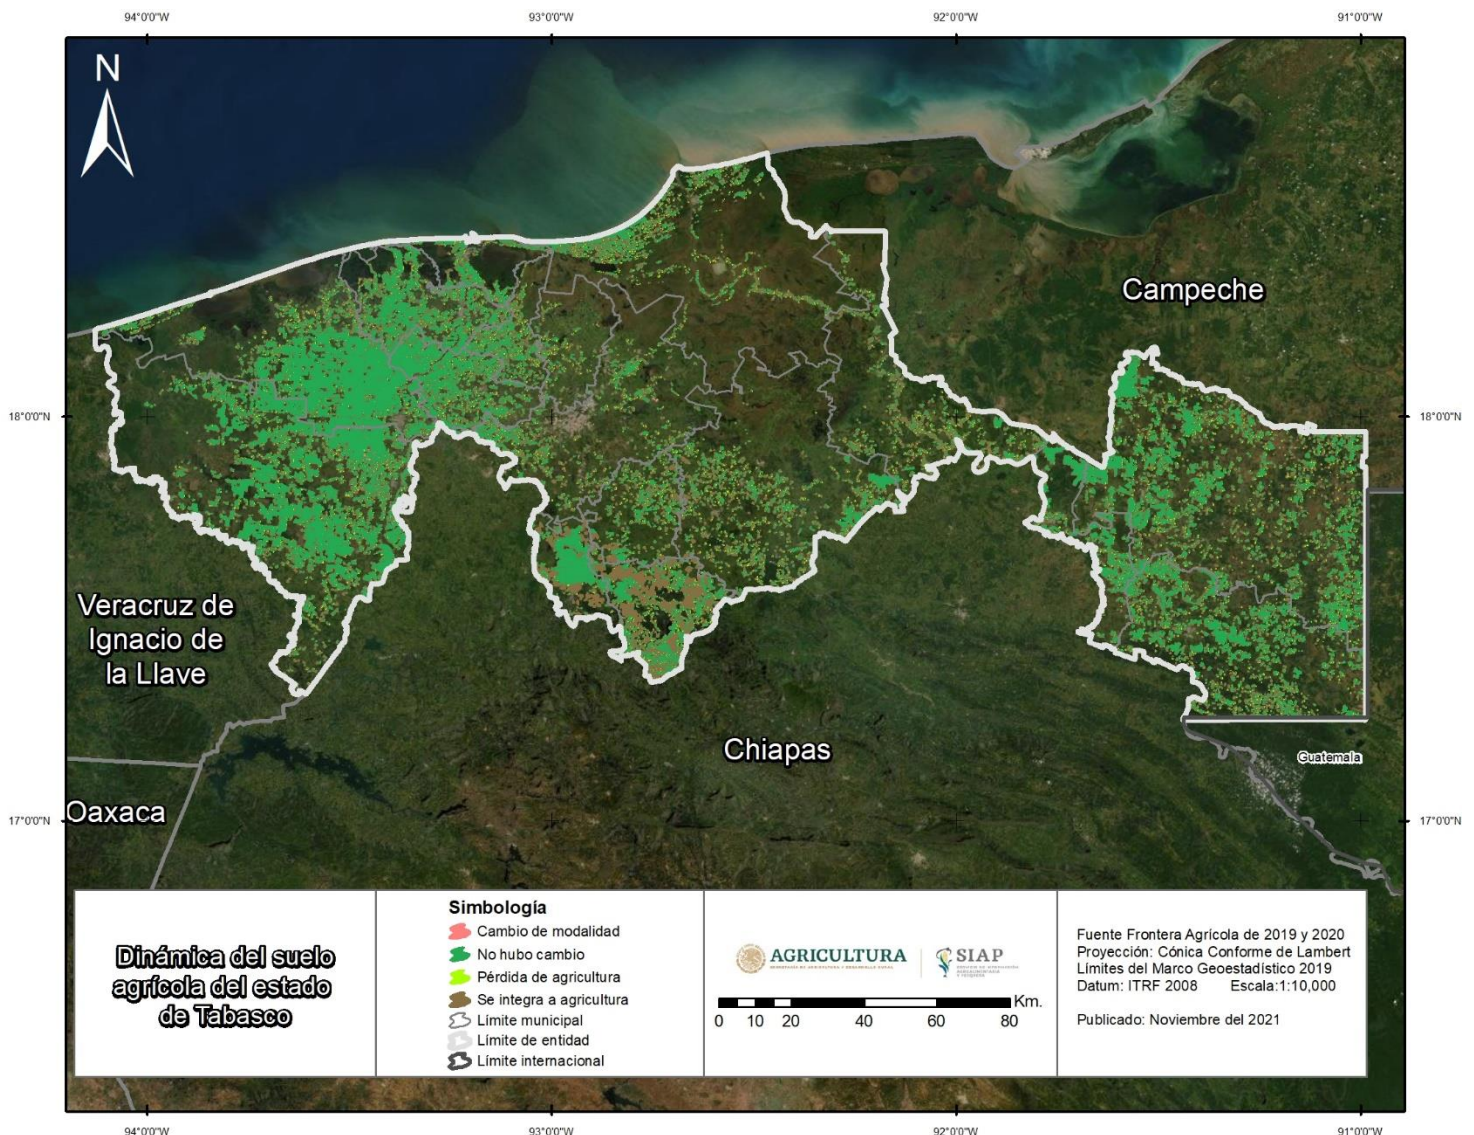 94°0'0"W
93°0'0"W
92°0'0"W
91°0'0"W
N
Campeche
18°0'0"N
18°0'0"N
Veracruz de
Ignacio de
la Llave
Chiapas
Guatemala
Oaxaca
17°0'0"N
17°0'0"N
Dinámica del suelo
agrícola del estado
de Tabasco
Simbología
Cambio de modalidad
No hubo cambio
Pérdida de agricultura
Se integra a agricultura
Límite municipal
Límite de entidad
Límite internacional
AGRICULTURA
SECRETARÍA DE AGRICULTURA Y DESARROLLO RURAL
SIAP
Km.
0 10 20 40 60 80
Fuente Frontera Agrícola de 2019 y 2020
Proyección: Cónica Conforme de Lambert
Límites del Marco Geoestadístico 2019
Datum: ITRF 2008 Escala:1:10,000
Publicado: Noviembre del 2021
94°0'0"W
93°0'0"W
92°0'0"W
91°0'0"W